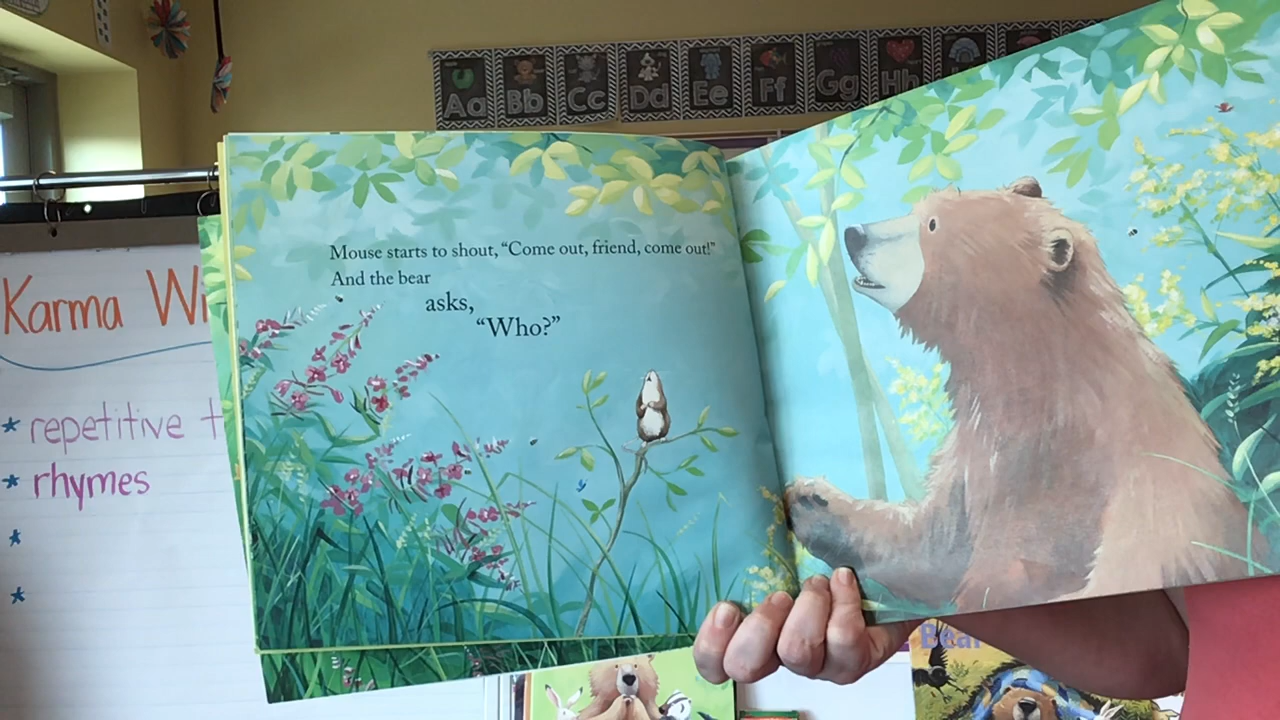 Aa Bb Cc Dd Ee Ff Gg Hh
Mouse starts to shout, “Come out, friend, come out!”
And the bear
asks,
“Who?”
Karma Wi
* repetitive t
* rhymes
*
*
Bear